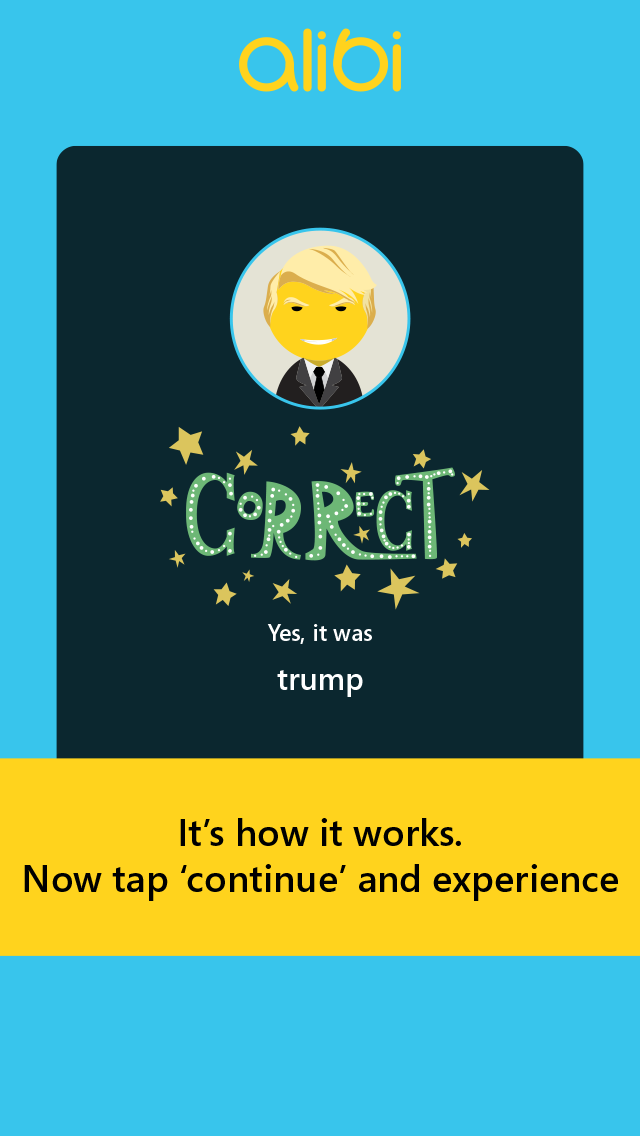 alibi
CoRRECT
Yes, it was
trump
It's how it works.
Now tap ‘continue’ and experience